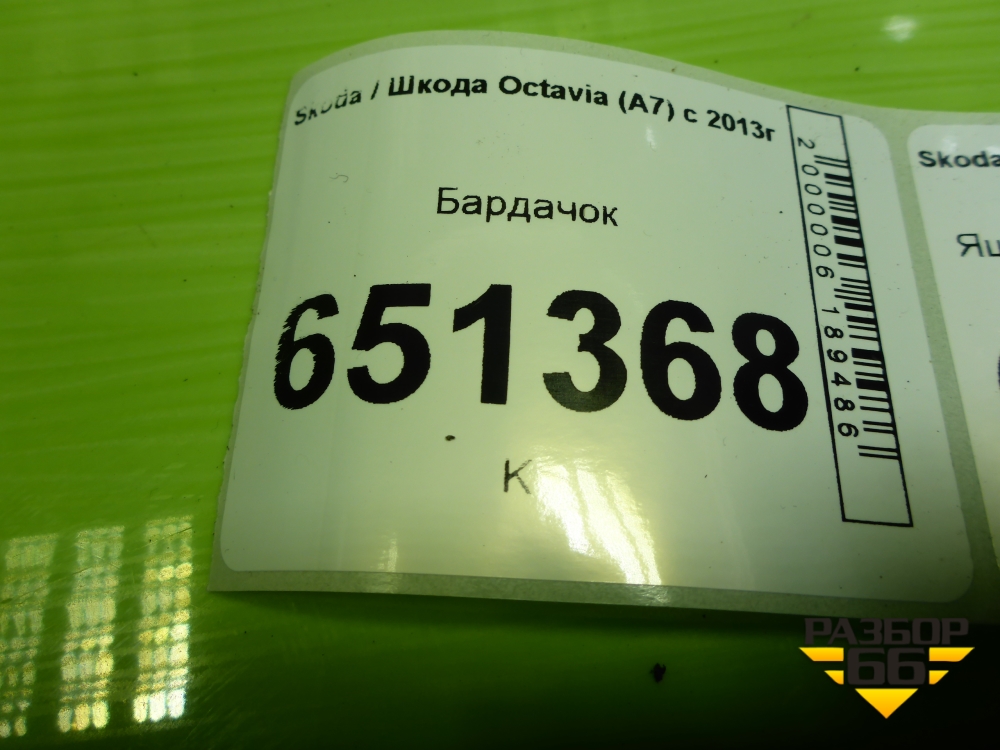 Skoda / Шкода Octavia (A7) с 2013г
Бардачок
651368
К
2000006189486
Skoda
РАЗБОР
66